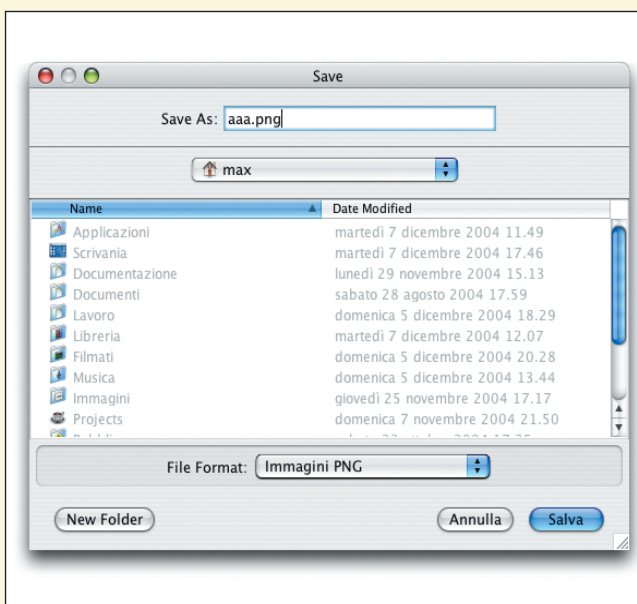 Save
Save As: aaa.png
max
Name Date Modified
Applicazioni martedì 7 dicembre 2004 11.49
Scrivania martedì 7 dicembre 2004 17.46
Documentazione lunedì 29 novembre 2004 15.13
Documenti sabato 28 agosto 2004 17.59
Lavoro domenica 5 dicembre 2004 18.29
Libreria martedì 7 dicembre 2004 12.07
Filmati domenica 5 dicembre 2004 20.28
Musica domenica 5 dicembre 2004 13.44
Immagini giovedì 25 novembre 2004 17.17
Projects domenica 7 novembre 2004 21.50
File Format: Immagini PNG
New Folder Annulla Salva